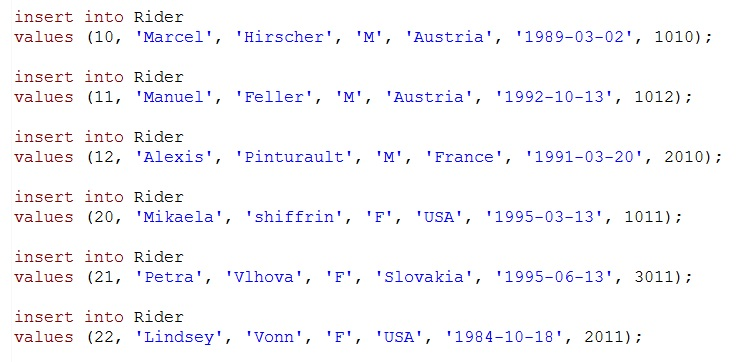 insert into Rider
values (10, 'Marcel', 'Hirscher', 'M', 'Austria', '1989-03-02', 1010);
insert into Rider
values (11, 'Manuel', 'Feller', 'M', 'Austria', '1992-10-13', 1012);
insert into Rider
values (12, 'Alexis', 'Pinturault', 'M', 'France', '1991-03-20', 2010);
insert into Rider
values (20, 'Mikaela', 'shiffrin', 'F', 'USA', '1995-03-13', 1011);
insert into Rider
values (21, 'Petra', 'Vlhova', 'F', 'Slovakia', '1995-06-13', 3011);
insert into Rider
values (22, 'Lindsey', 'Vonn', 'F', 'USA', '1984-10-18', 2011);